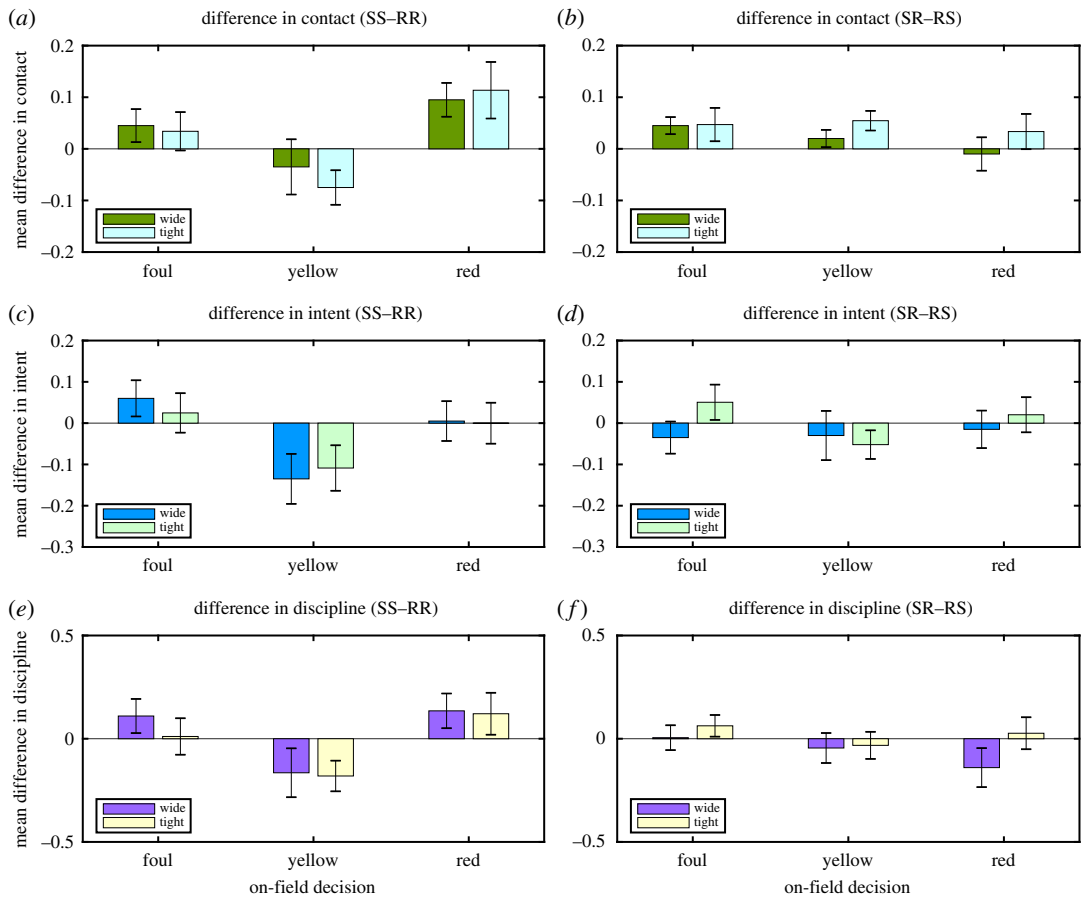 (a) difference in contact (SS–RR)
mean difference in contact
0.2
0.1
0
–0.1
–0.2
wide
tight
foul yellow red
(b) difference in contact (SR–RS)
0.2
0.1
0
–0.1
–0.2
wide
tight
foul yellow red
(c) difference in intent (SS–RR)
mean difference in intent
0.2
0.1
0
–0.1
–0.2
–0.3
wide
tight
foul yellow red
(d) difference in intent (SR–RS)
0.2
0.1
0
–0.1
–0.2
–0.3
wide
tight
foul yellow red
(e) difference in discipline (SS–RR)
mean difference in discipline
0.5
0
–0.5
wide
tight
foul yellow red
on-field decision
(f) difference in discipline (SR–RS)
0.5
0
–0.5
wide
tight
foul yellow red
on-field decision